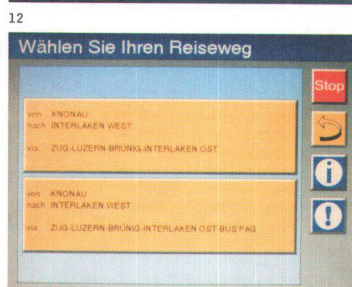 12
Wählen Sie Ihren Reiseweg
Stop
von KNONAU
nach INTERLAKEN WEST
via ZUG-LUZERN-BRÜNIG-INTERLAKEN OST
i
von KNONAU
nach INTERLAKEN WEST
!
via ZUG-LUZERN-BRÜNIG-INTERLAKEN OST-BUS FAG